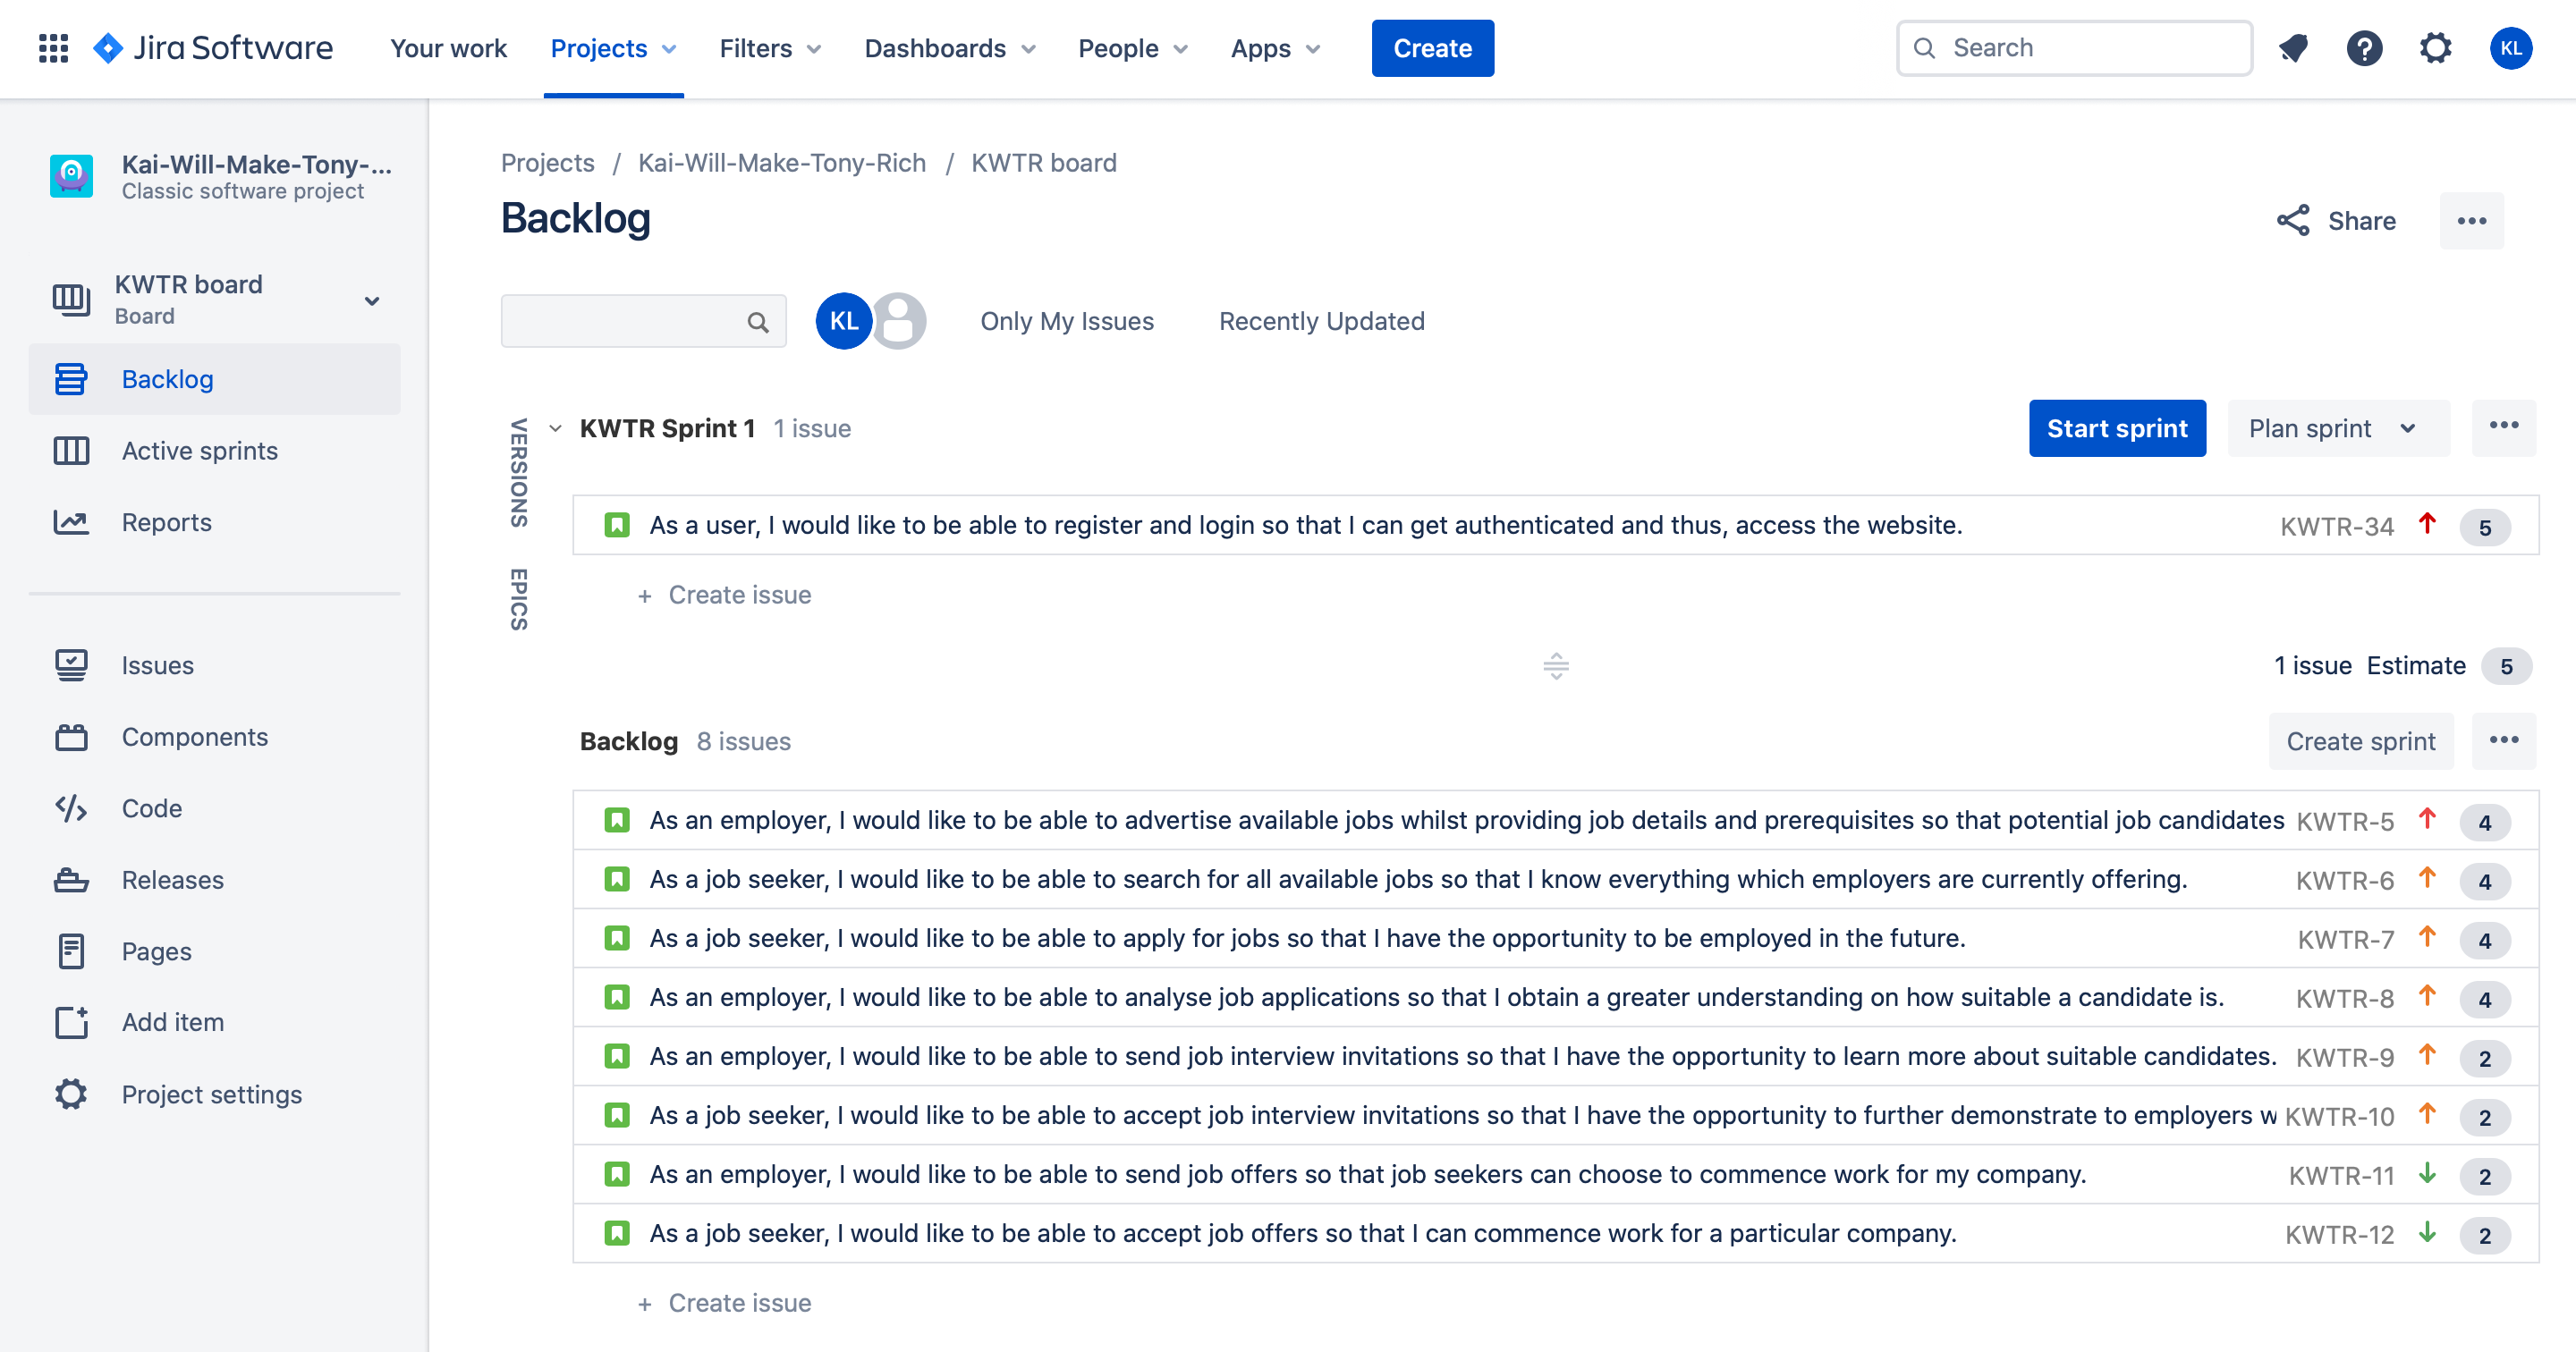 Jira Software
Your work
Projects
Filters
Dashboards
People
Apps
Create
Search
KL
Kai-Will-Make-Tony-...
Classic software project
KWTR board
Board
Backlog
Active sprints
Reports
Issues
Components
Code
Releases
Pages
Add item
Project settings
Projects / Kai-Will-Make-Tony-Rich / KWTR board
Backlog
Share
KL
Only My Issues
Recently Updated
VERSIONS
EPICS
KWTR Sprint 1 1 issue
Start sprint
Plan sprint
As a user, I would like to be able to register and login so that I can get authenticated and thus, access the website. KWTR-34 5
+ Create issue
1 issue Estimate 5
Backlog 8 issues
Create sprint
As an employer, I would like to be able to advertise available jobs whilst providing job details and prerequisites so that potential job candidates KWTR-5 4
As a job seeker, I would like to be able to search for all available jobs so that I know everything which employers are currently offering. KWTR-6 4
As a job seeker, I would like to be able to apply for jobs so that I have the opportunity to be employed in the future. KWTR-7 4
As an employer, I would like to be able to analyse job applications so that I obtain a greater understanding on how suitable a candidate is. KWTR-8 4
As an employer, I would like to be able to send job interview invitations so that I have the opportunity to learn more about suitable candidates. KWTR-9 2
As a job seeker, I would like to be able to accept job interview invitations so that I have the opportunity to further demonstrate to employers w KWTR-10 2
As an employer, I would like to be able to send job offers so that job seekers can choose to commence work for my company. KWTR-11 2
As a job seeker, I would like to be able to accept job offers so that I can commence work for a particular company. KWTR-12 2
+ Create issue